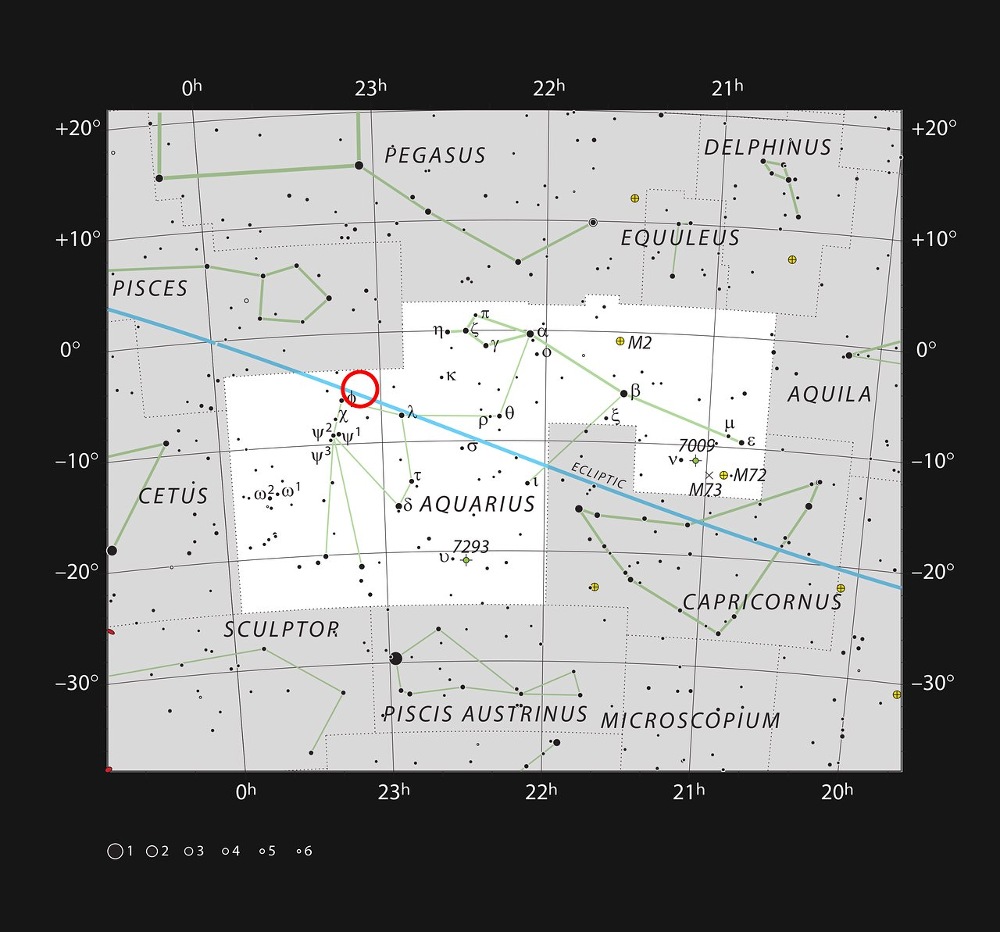 0h 23h 22h 21h
+20° +20°
PEGASUS DELPHINUS
+10° +10°
EQUULEUS
PISCES
π
η ζ α
γ M2
0° ο 0°
κ
β AQUILA
ϕ
χ λ ρ θ ξ
μ
ψ² ψ¹ ε
σ 7009
ψ³ ν
-10° -10°
ECLIPTIC
τ ι M72
M73
CETUS ω² ω¹
δ AQUARIUS
7293
υ
-20° -20°
CAPRICORNUS
SCULPTOR
-30° -30°
PISCIS AUSTRINUS MICROSCOPIUM
0h 23h 22h 21h 20h
1 2 3 4 5 6